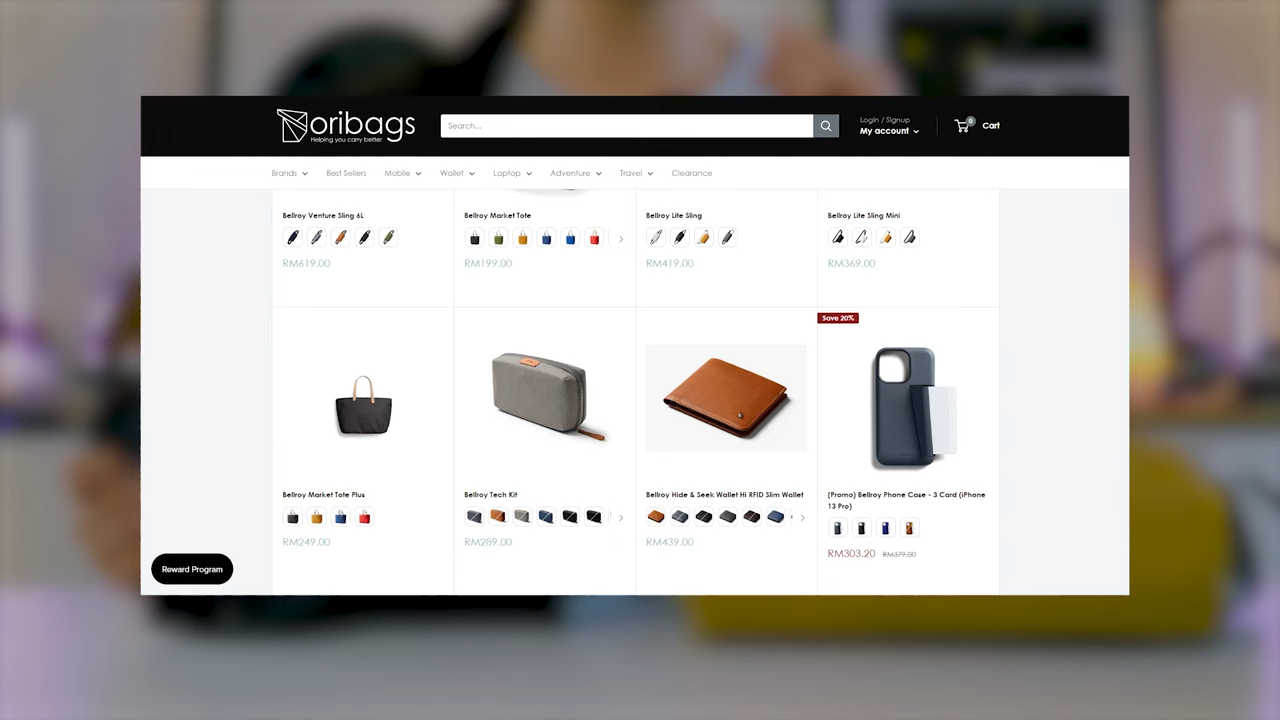 oribags
Helping you carry better
Search...
Login / Signup
My account
0
Cart
Brands
Best Sellers
Mobile
Wallet
Laptop
Adventure
Travel
Clearance
Bellroy Venture Sling 6L
Bellroy Market Tote
Bellroy Lite Sling
Bellroy Lite Sling Mini
RM619.00
RM199.00
RM419.00
RM369.00
Save 20%
Bellroy Market Tote Plus
Bellroy Tech Kit
Bellroy Hide & Seek Wallet Hi RFID Slim Wallet
(Promo) Bellroy Phone Case - 3 Card (iPhone
13 Pro)
RM249.00
RM289.00
RM439.00
RM303.20 RM379.00
Reward Program